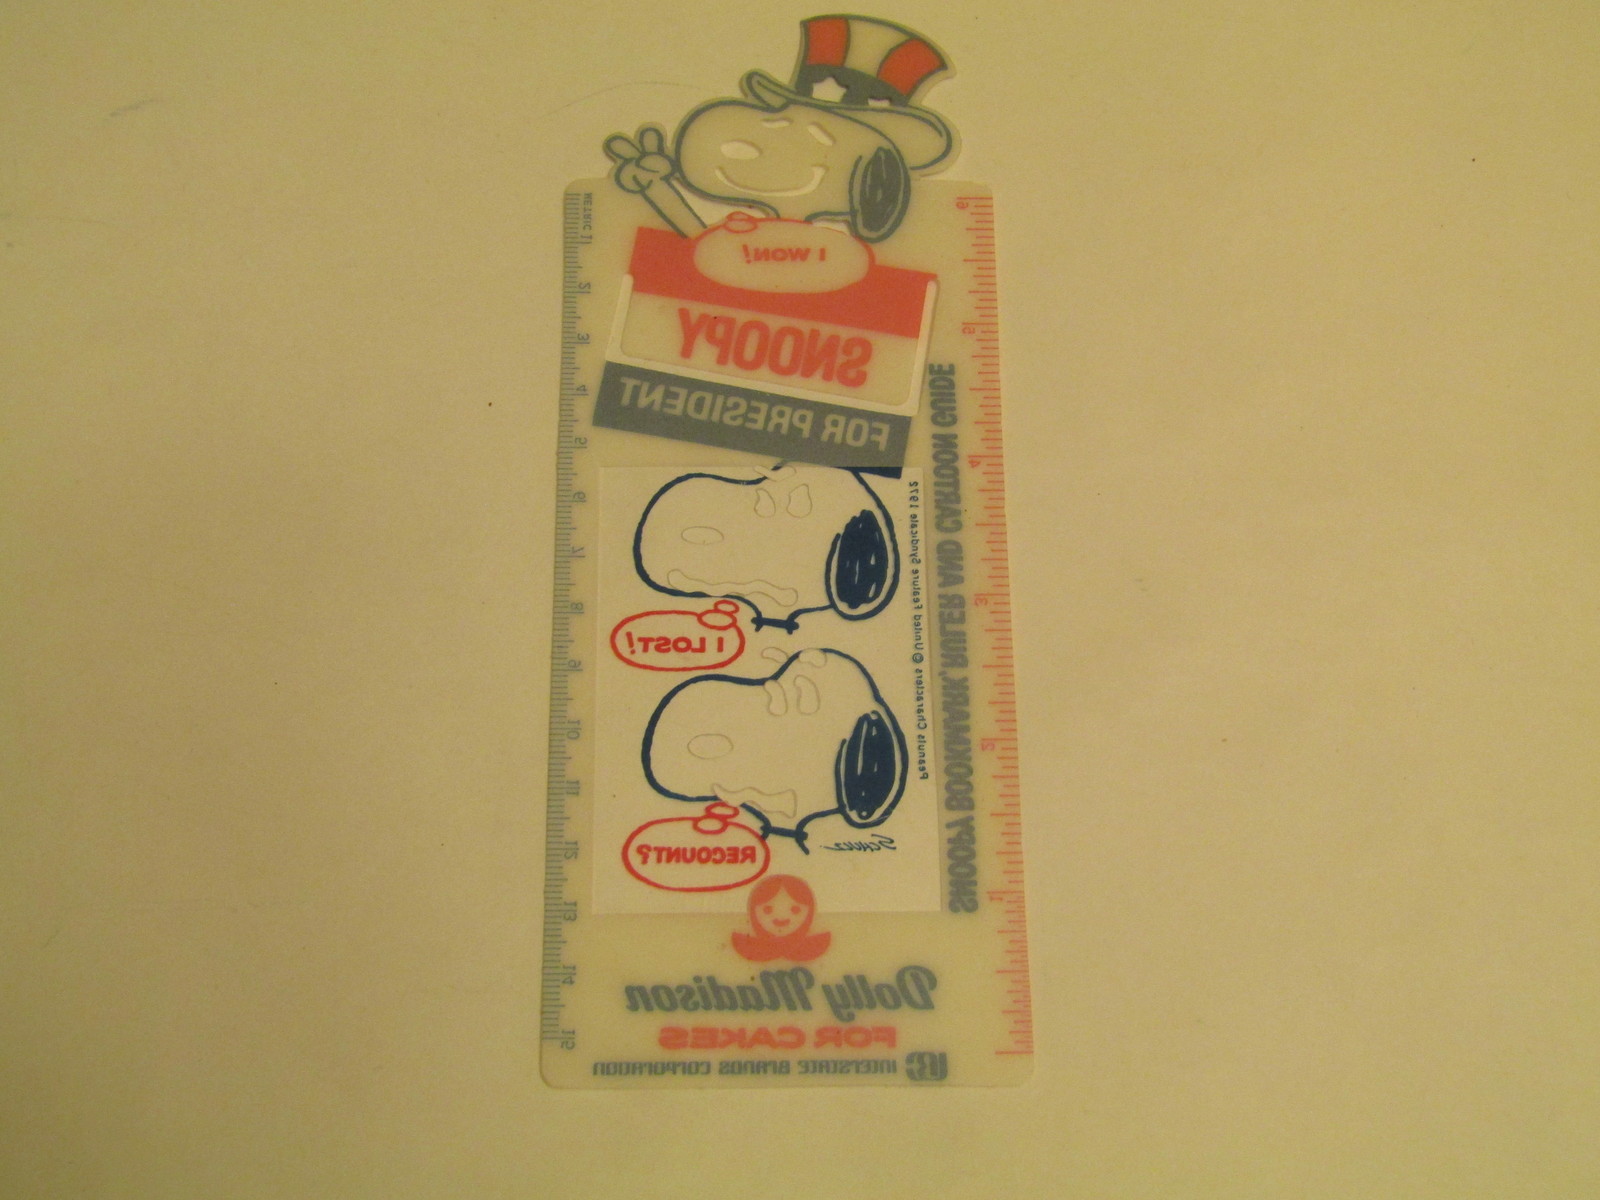 I WON!
SNOOPY
FOR PRESIDENT
I LOST!
RECOUNT?
SCHULZ
Peanuts Characters © United Feature Syndicate 1972
SNOOPY BOOKMARK, RULER AND CARTOON GUIDE
Dolly Madison
FOR CAKES
IBC INTERSTATE BRANDS CORPORATION
METRIC 1 2 3 4 5 6 7 8 9 10 11 12 13 14 15
1 2 3 4 5 6